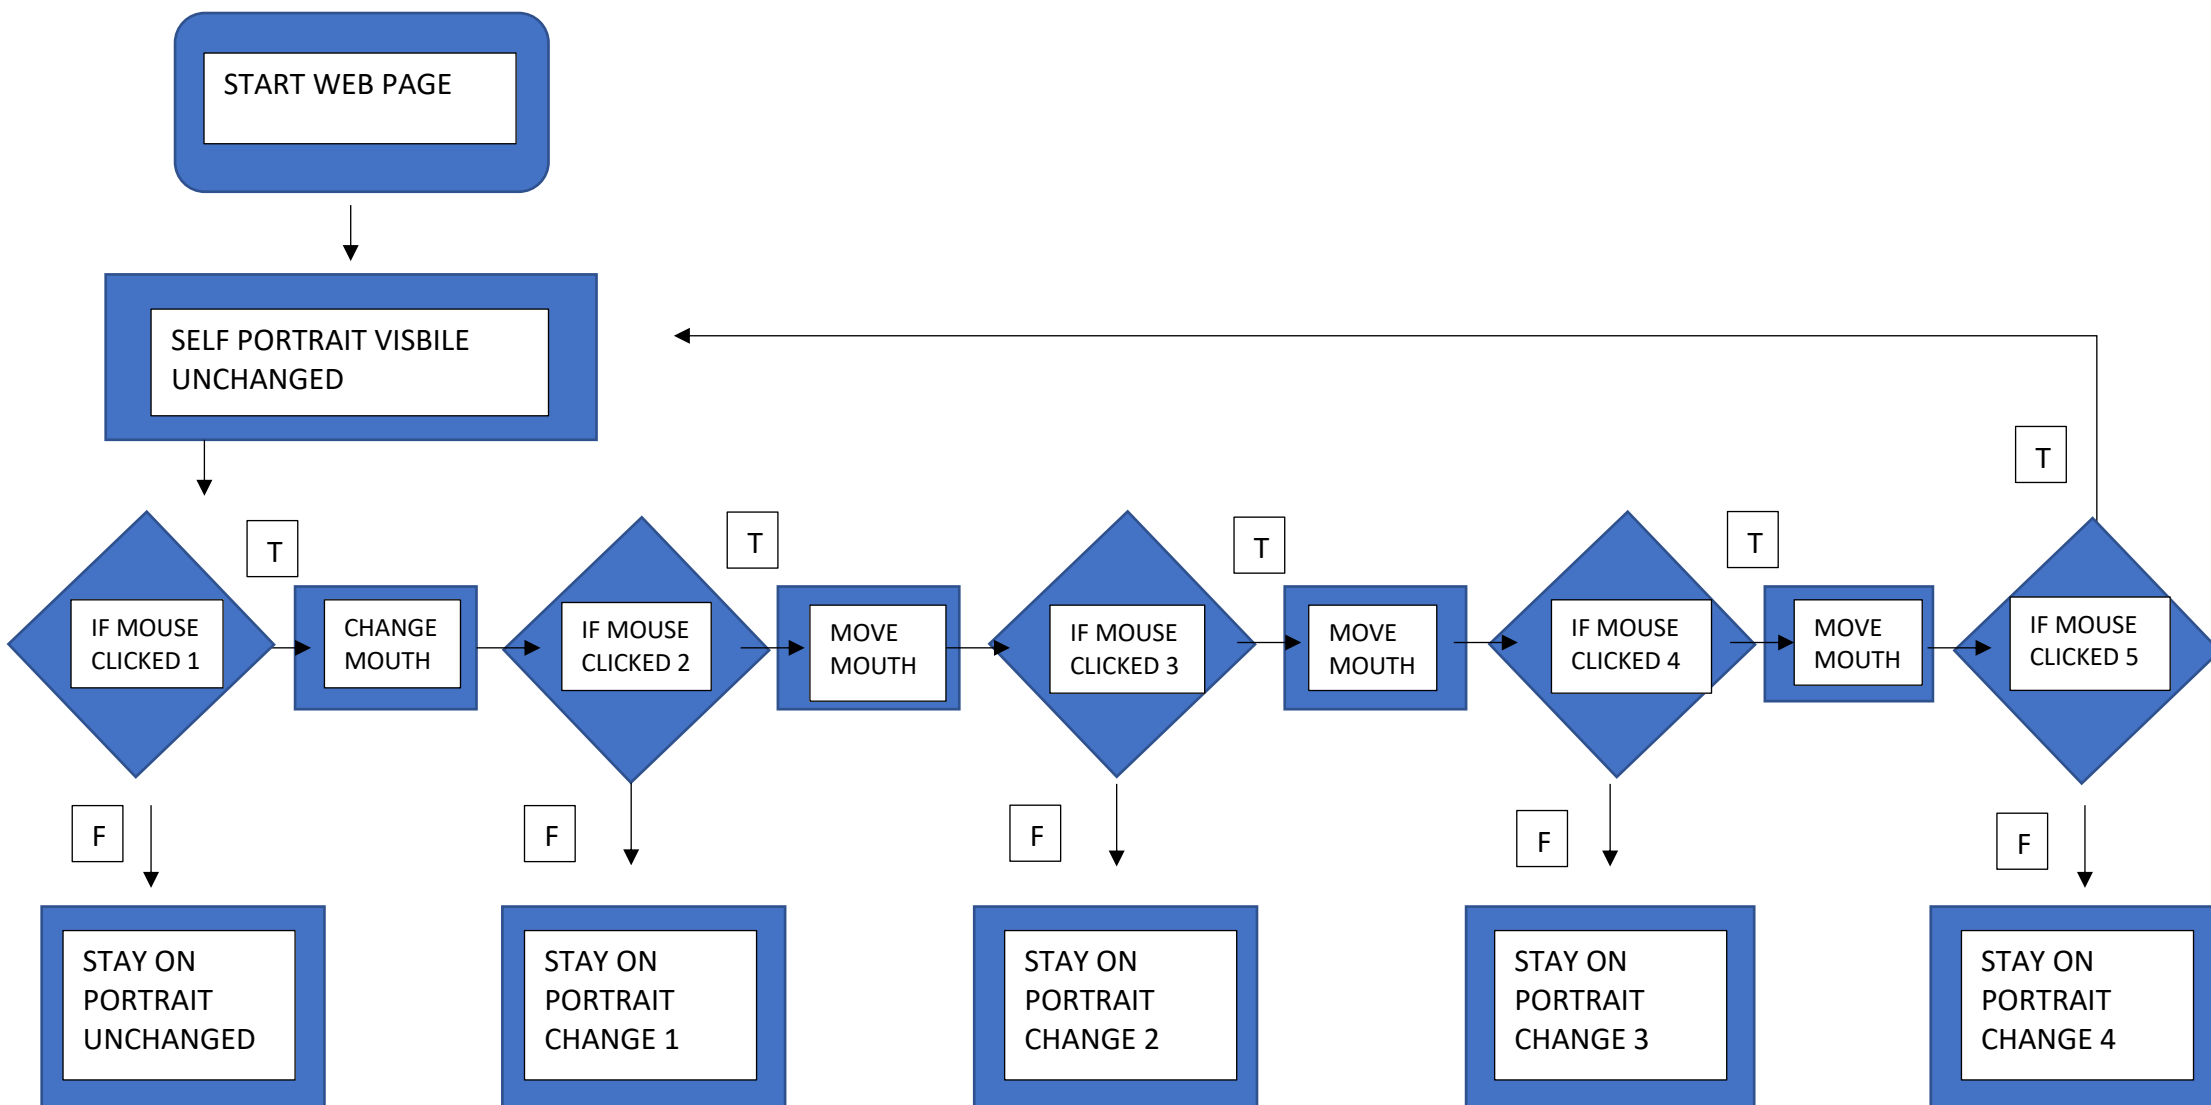 START WEB PAGE
SELF PORTRAIT VISBILE
UNCHANGED
T
T
T
T
T
IF MOUSE
CLICKED 1
CHANGE
MOUTH
IF MOUSE
CLICKED 2
MOVE
MOUTH
IF MOUSE
CLICKED 3
MOVE
MOUTH
IF MOUSE
CLICKED 4
MOVE
MOUTH
IF MOUSE
CLICKED 5
F
F
F
F
F
STAY ON
PORTRAIT
UNCHANGED
STAY ON
PORTRAIT
CHANGE 1
STAY ON
PORTRAIT
CHANGE 2
STAY ON
PORTRAIT
CHANGE 3
STAY ON
PORTRAIT
CHANGE 4